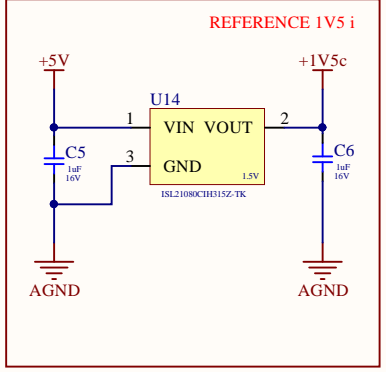 REFERENCE 1V5 i
+5V
+1V5c
U14
1
VIN VOUT
2
C5
1uF
16V
3
GND
1.5V
C6
1uF
16V
ISL21080CIH315Z-TK
AGND
AGND